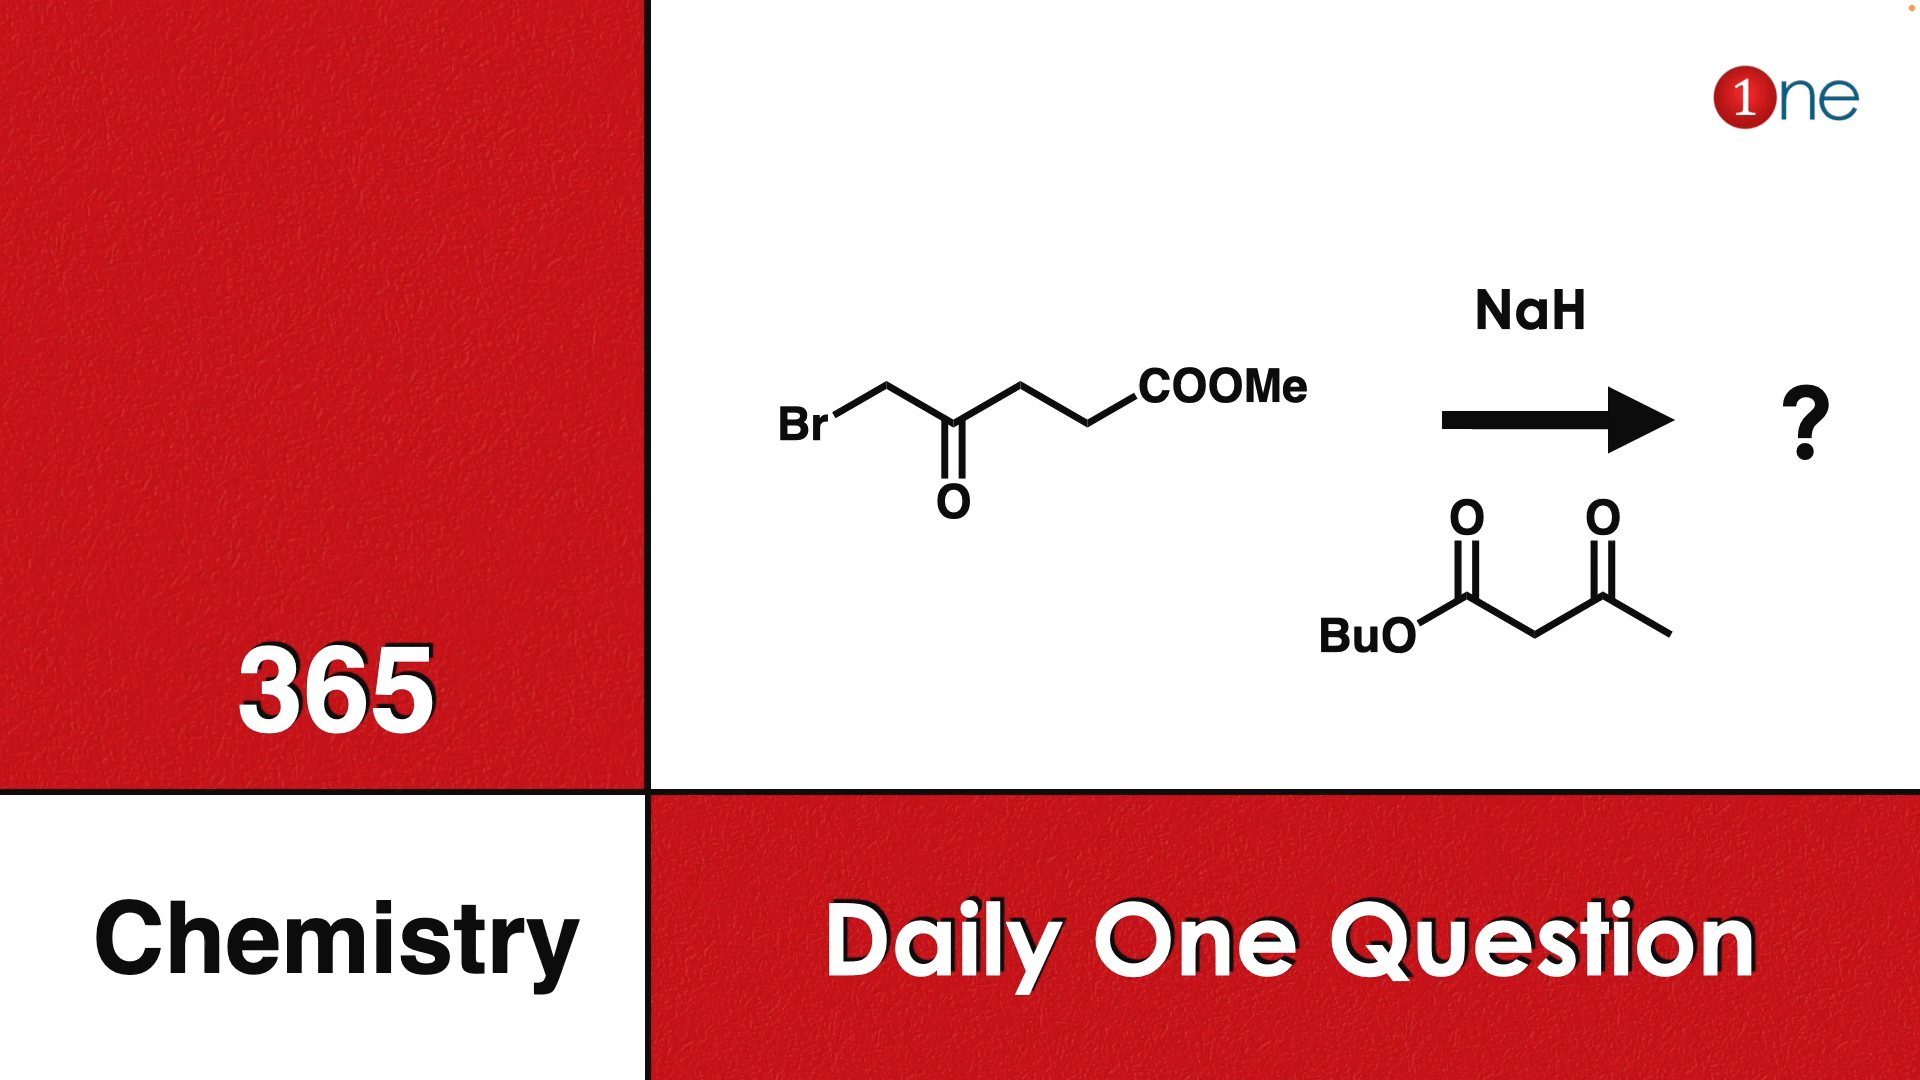 1ne
NaH
Br
COOMe
O
?
O O
BuO
365
Chemistry
Daily One Question